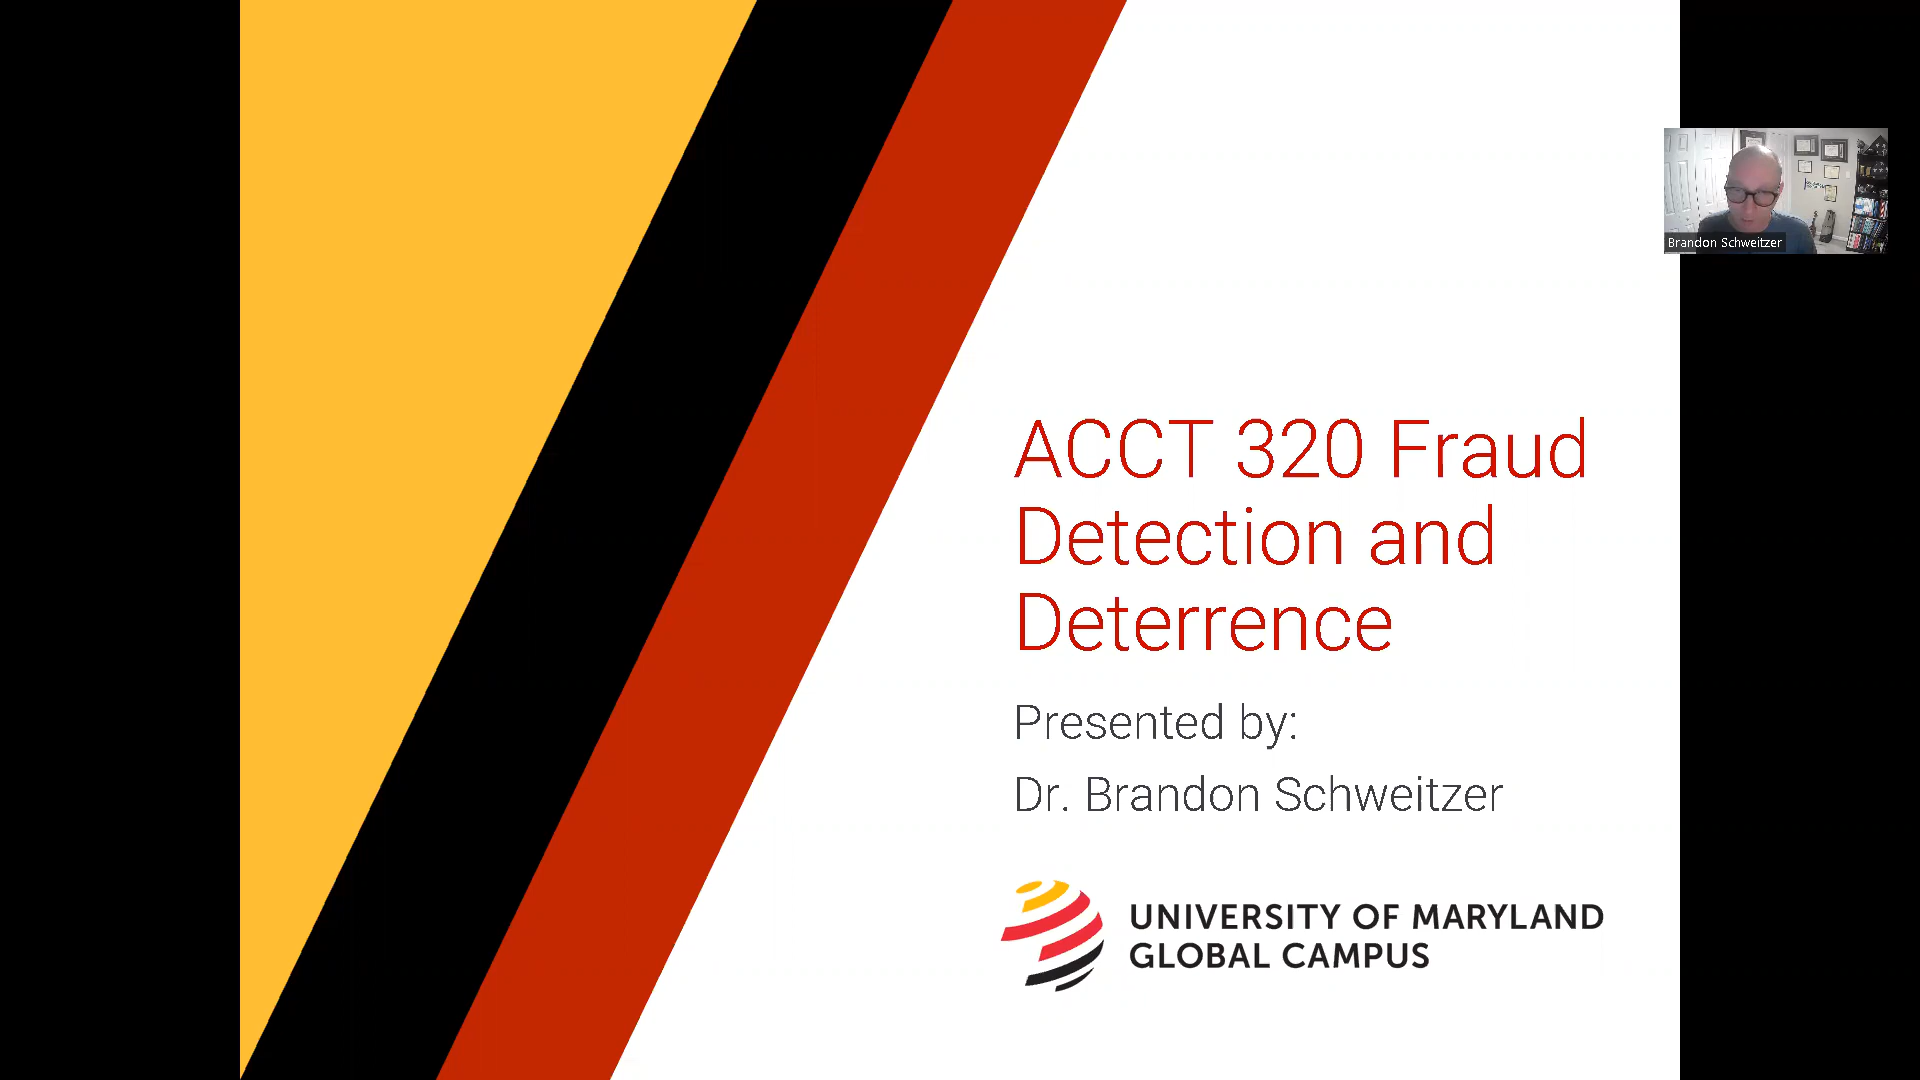 ACCT 320 Fraud
Detection and
Deterrence
Presented by:
Dr. Brandon Schweitzer
UNIVERSITY OF MARYLAND
GLOBAL CAMPUS
Brandon Schweitzer